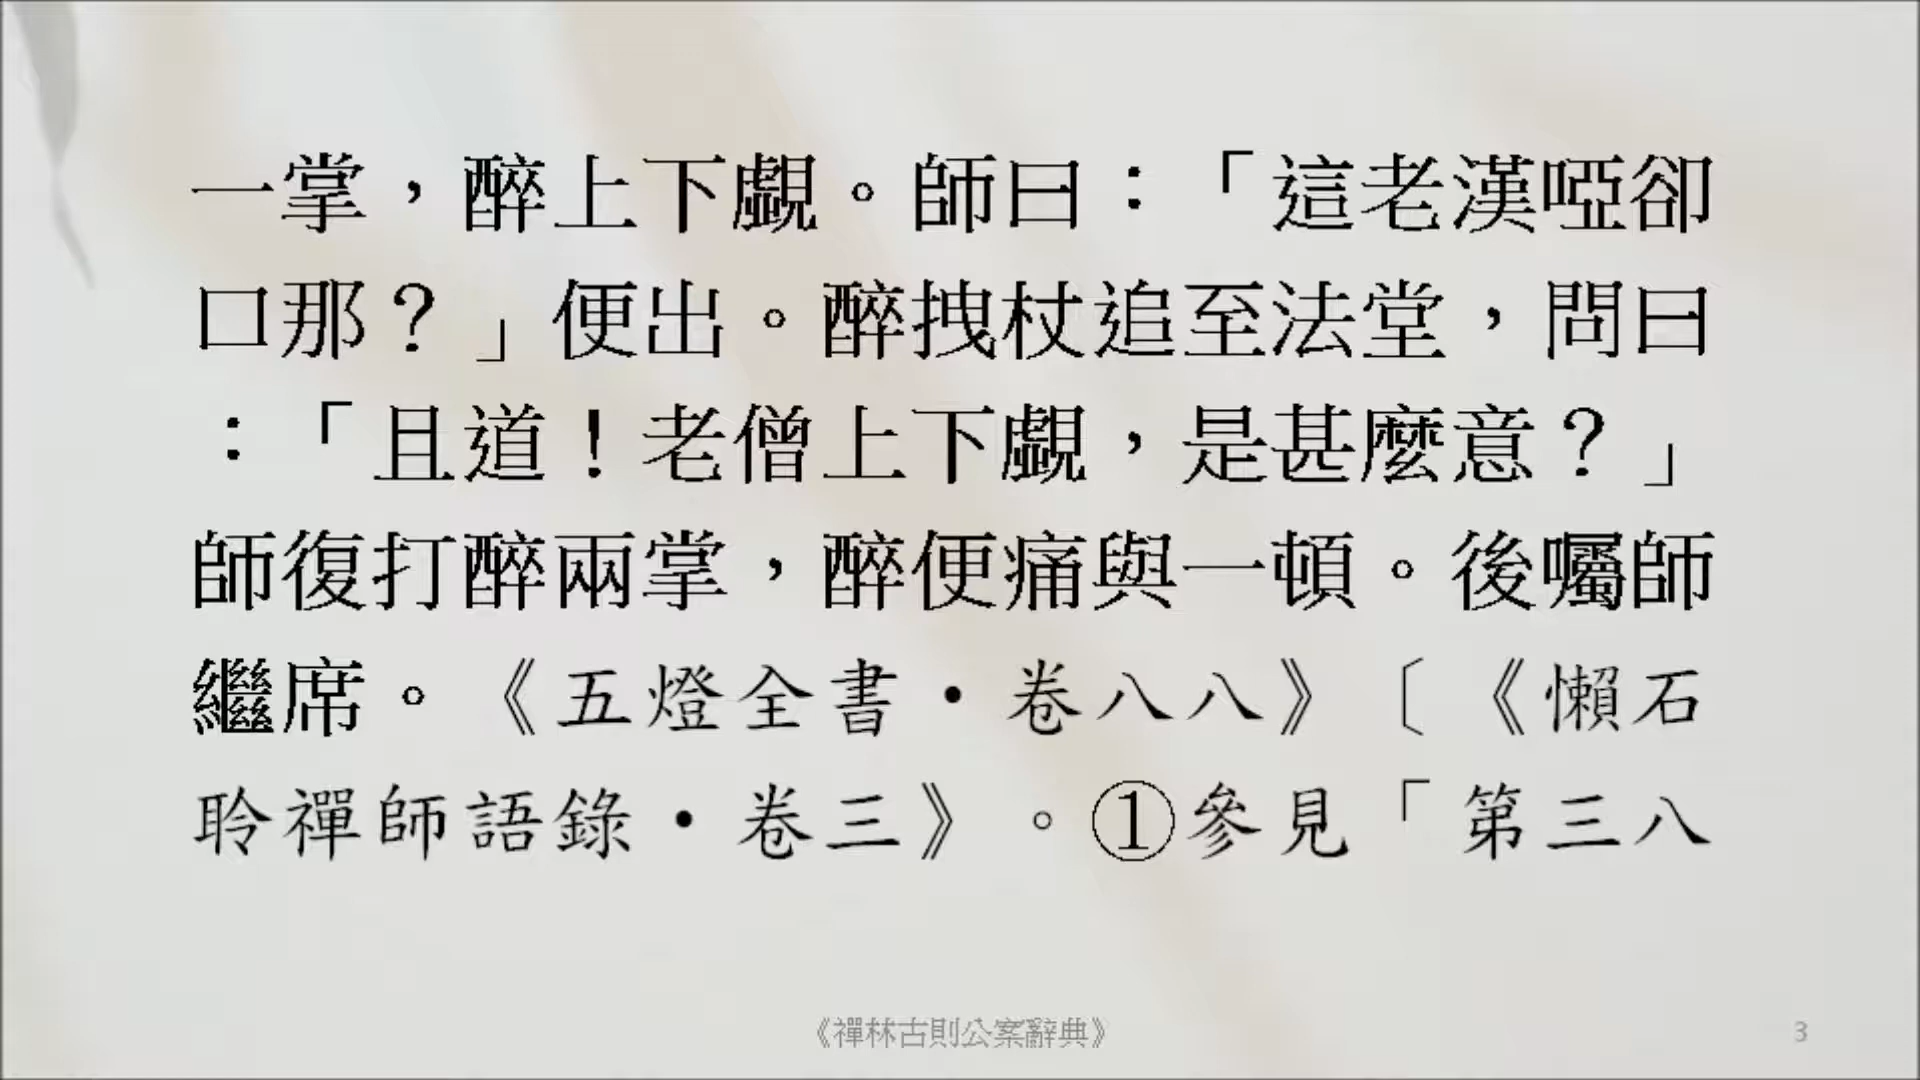 一掌，醉上下覷。師曰：「這老漢啞卻
口那？」便出。醉拽杖追至法堂，問曰
：「且道！老僧上下覷，是甚麼意？」
師復打醉兩掌，醉便痛與一頓。後囑師
繼席。《五燈全書・卷八八》〔《懶石
聆禪師語錄・卷三》。①參見「第三八
《禪林古則公案辭典》
3